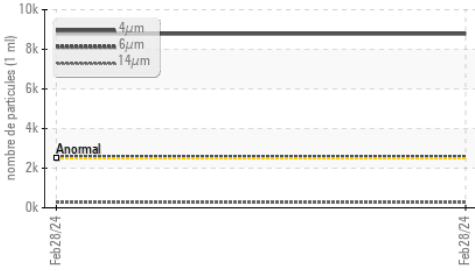 10k
8k
6k
4k
2k
0k
nombre de particules (1 ml)
4µm
6µm
14µm
Anormal
Feb28/24
Feb28/24